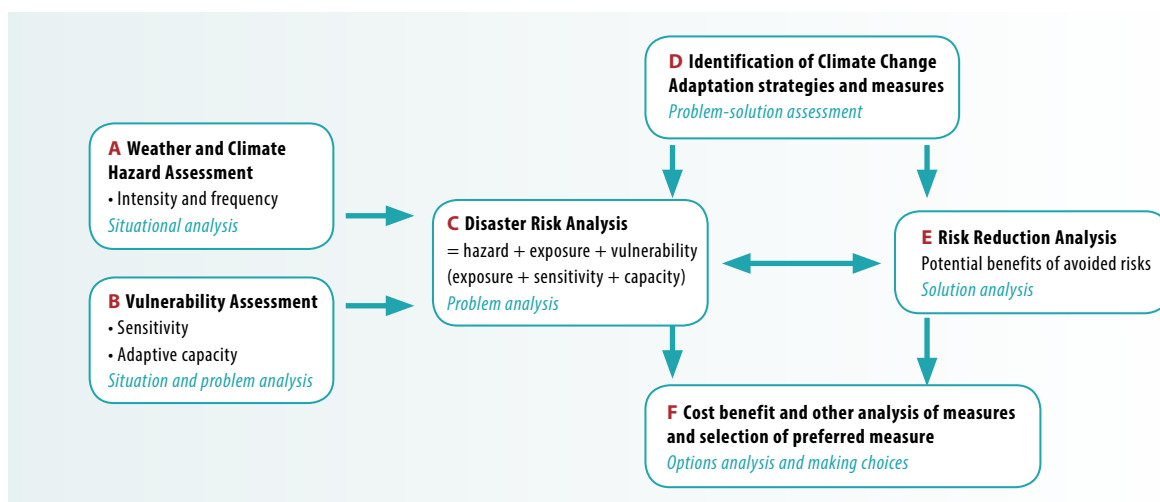 A Weather and Climate
Hazard Assessment
• Intensity and frequency
Situational analysis
B Vulnerability Assessment
• Sensitivity
• Adaptive capacity
Situation and problem analysis
C Disaster Risk Analysis
= hazard + exposure + vulnerability
(exposure + sensitivity + capacity)
Problem analysis
D Identification of Climate Change
Adaptation strategies and measures
Problem-solution assessment
E Risk Reduction Analysis
Potential benefits of avoided risks
Solution analysis
F Cost benefit and other analysis of measures
and selection of preferred measure
Options analysis and making choices